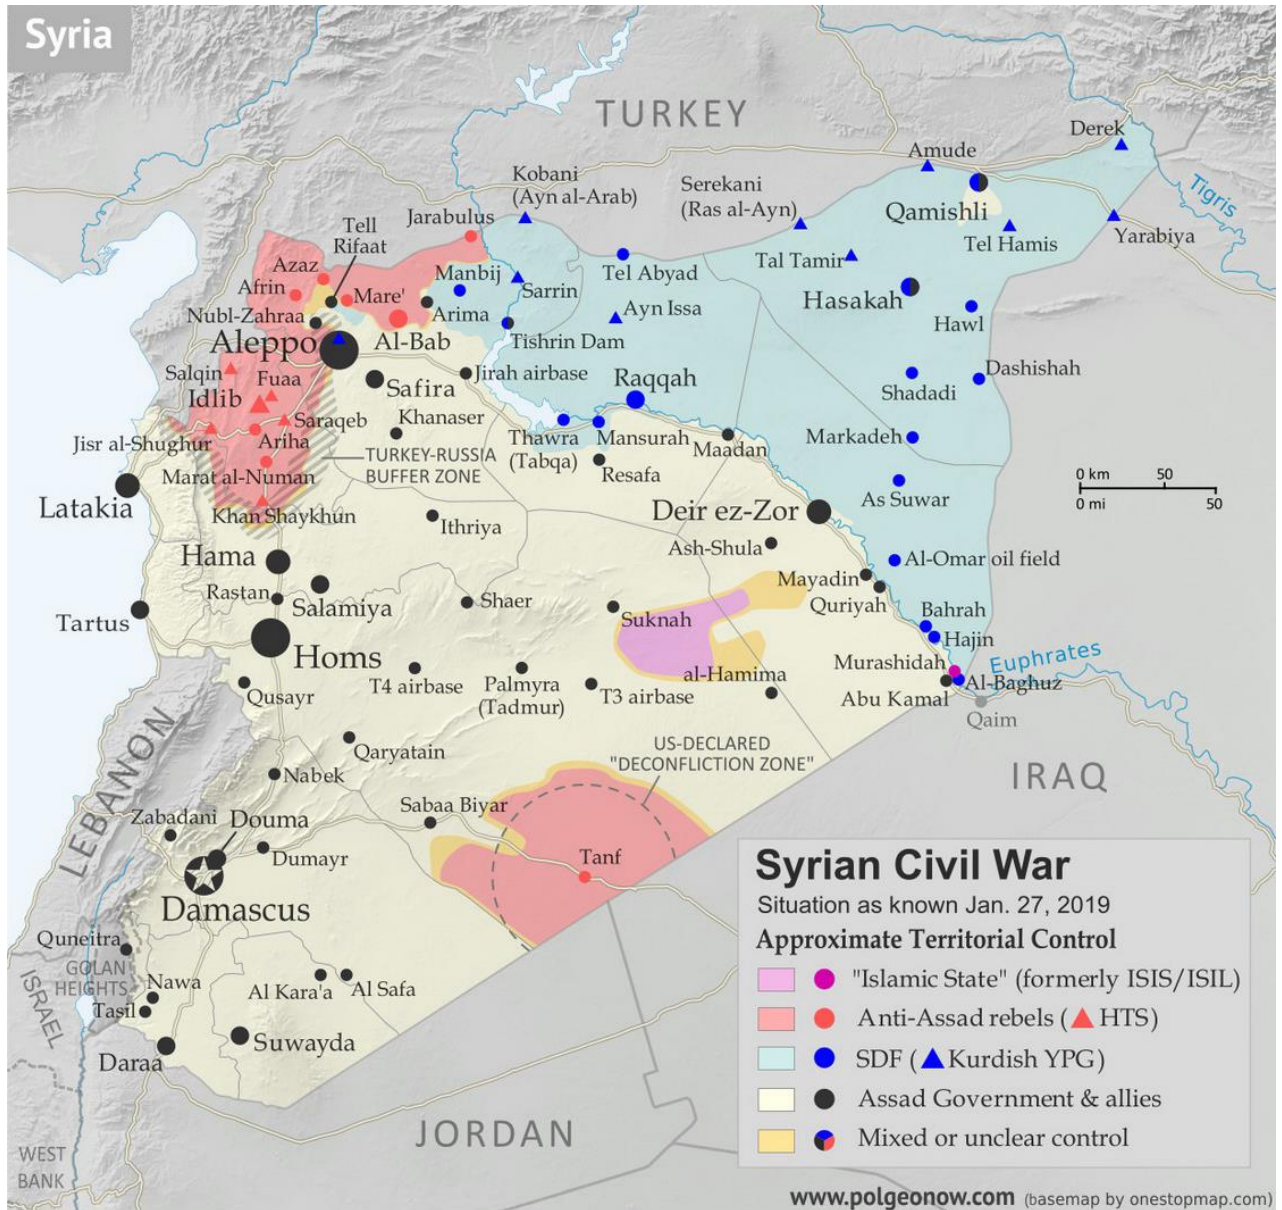 Syria
TURKEY
Derek
Amude
Kobani
(Ayn al-Arab)
Serekani
(Ras al-Ayn)
Tigris
Qamishli
Jarabulus
Tell
Rifaat
Tel Hamis
Yarabiya
Azaz
Manbij
Tel Abyad
Tal Tamir
Afrin
Mare'
Sarrin
Hasakah
Nubl-Zahraa
Arima
Ayn Issa
Hawl
Aleppo
Al-Bab
Tishrin Dam
Salqin
Fuaa
Safira
Jirah airbase
Raqqah
Shadadi
Dashishah
Idlib
Saraqeb
Khanaser
Jisr al-Shughur
Ariha
Thawra
(Tabqa)
Mansurah
Maadan
Markadeh
TURKEY-RUSSIA
BUFFER ZONE
Marat al-Numan
Resafa
0 km
50
0 mi
50
As Suwar
Latakia
Khan Shaykhun
Ithriya
Deir ez-Zor
Ash-Shula
Al-Omar oil field
Hama
Mayadin
Rastan
Salamiya
Shaer
Suknah
Quriyah
Bahrah
Tartus
Hajin
Homs
Murashidah
Euphrates
al-Hamima
T4 airbase
Palmyra
(Tadmur)
T3 airbase
Abu Kamal
Al-Baghuz
Qusayr
Qaim
LEBANON
Qaryatain
US-DECLARED
"DECONFLICTION ZONE"
Nabek
IRAQ
Zabadani
Douma
Sabaa Biyar
Dumayr
Tanf
Damascus
Quneitra
GOLAN
HEIGHTS
ISRAEL
Nawa
Al Kara'a
Al Safa
Tasil
Daraa
Suwayda
JORDAN
WEST
BANK
Syrian Civil War
Situation as known Jan. 27, 2019
Approximate Territorial Control
"Islamic State" (formerly ISIS/ISIL)
Anti-Assad rebels (▲HTS)
SDF (▲Kurdish YPG)
Assad Government & allies
Mixed or unclear control
www.polgeonow.com (basemap by onestopmap.com)